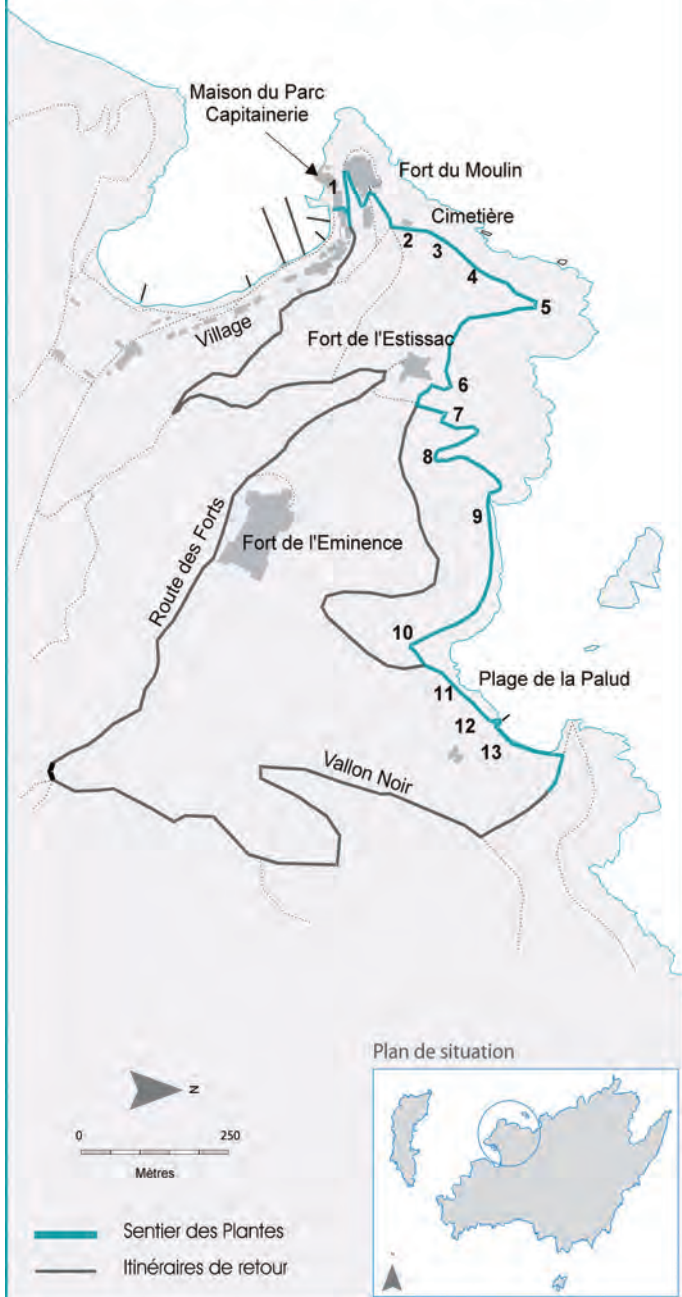 Maison du Parc
Capitainerie
1
Fort du Moulin
Cimetière
2
3
4
5
Village
Fort de l'Estissac
6
7
8
9
Route des Forts
Fort de l'Eminence
10
Plage de la Palud
11
12
13
Vallon Noir
N
0
250
Mètres
Sentier des Plantes
Itinéraires de retour
Plan de situation